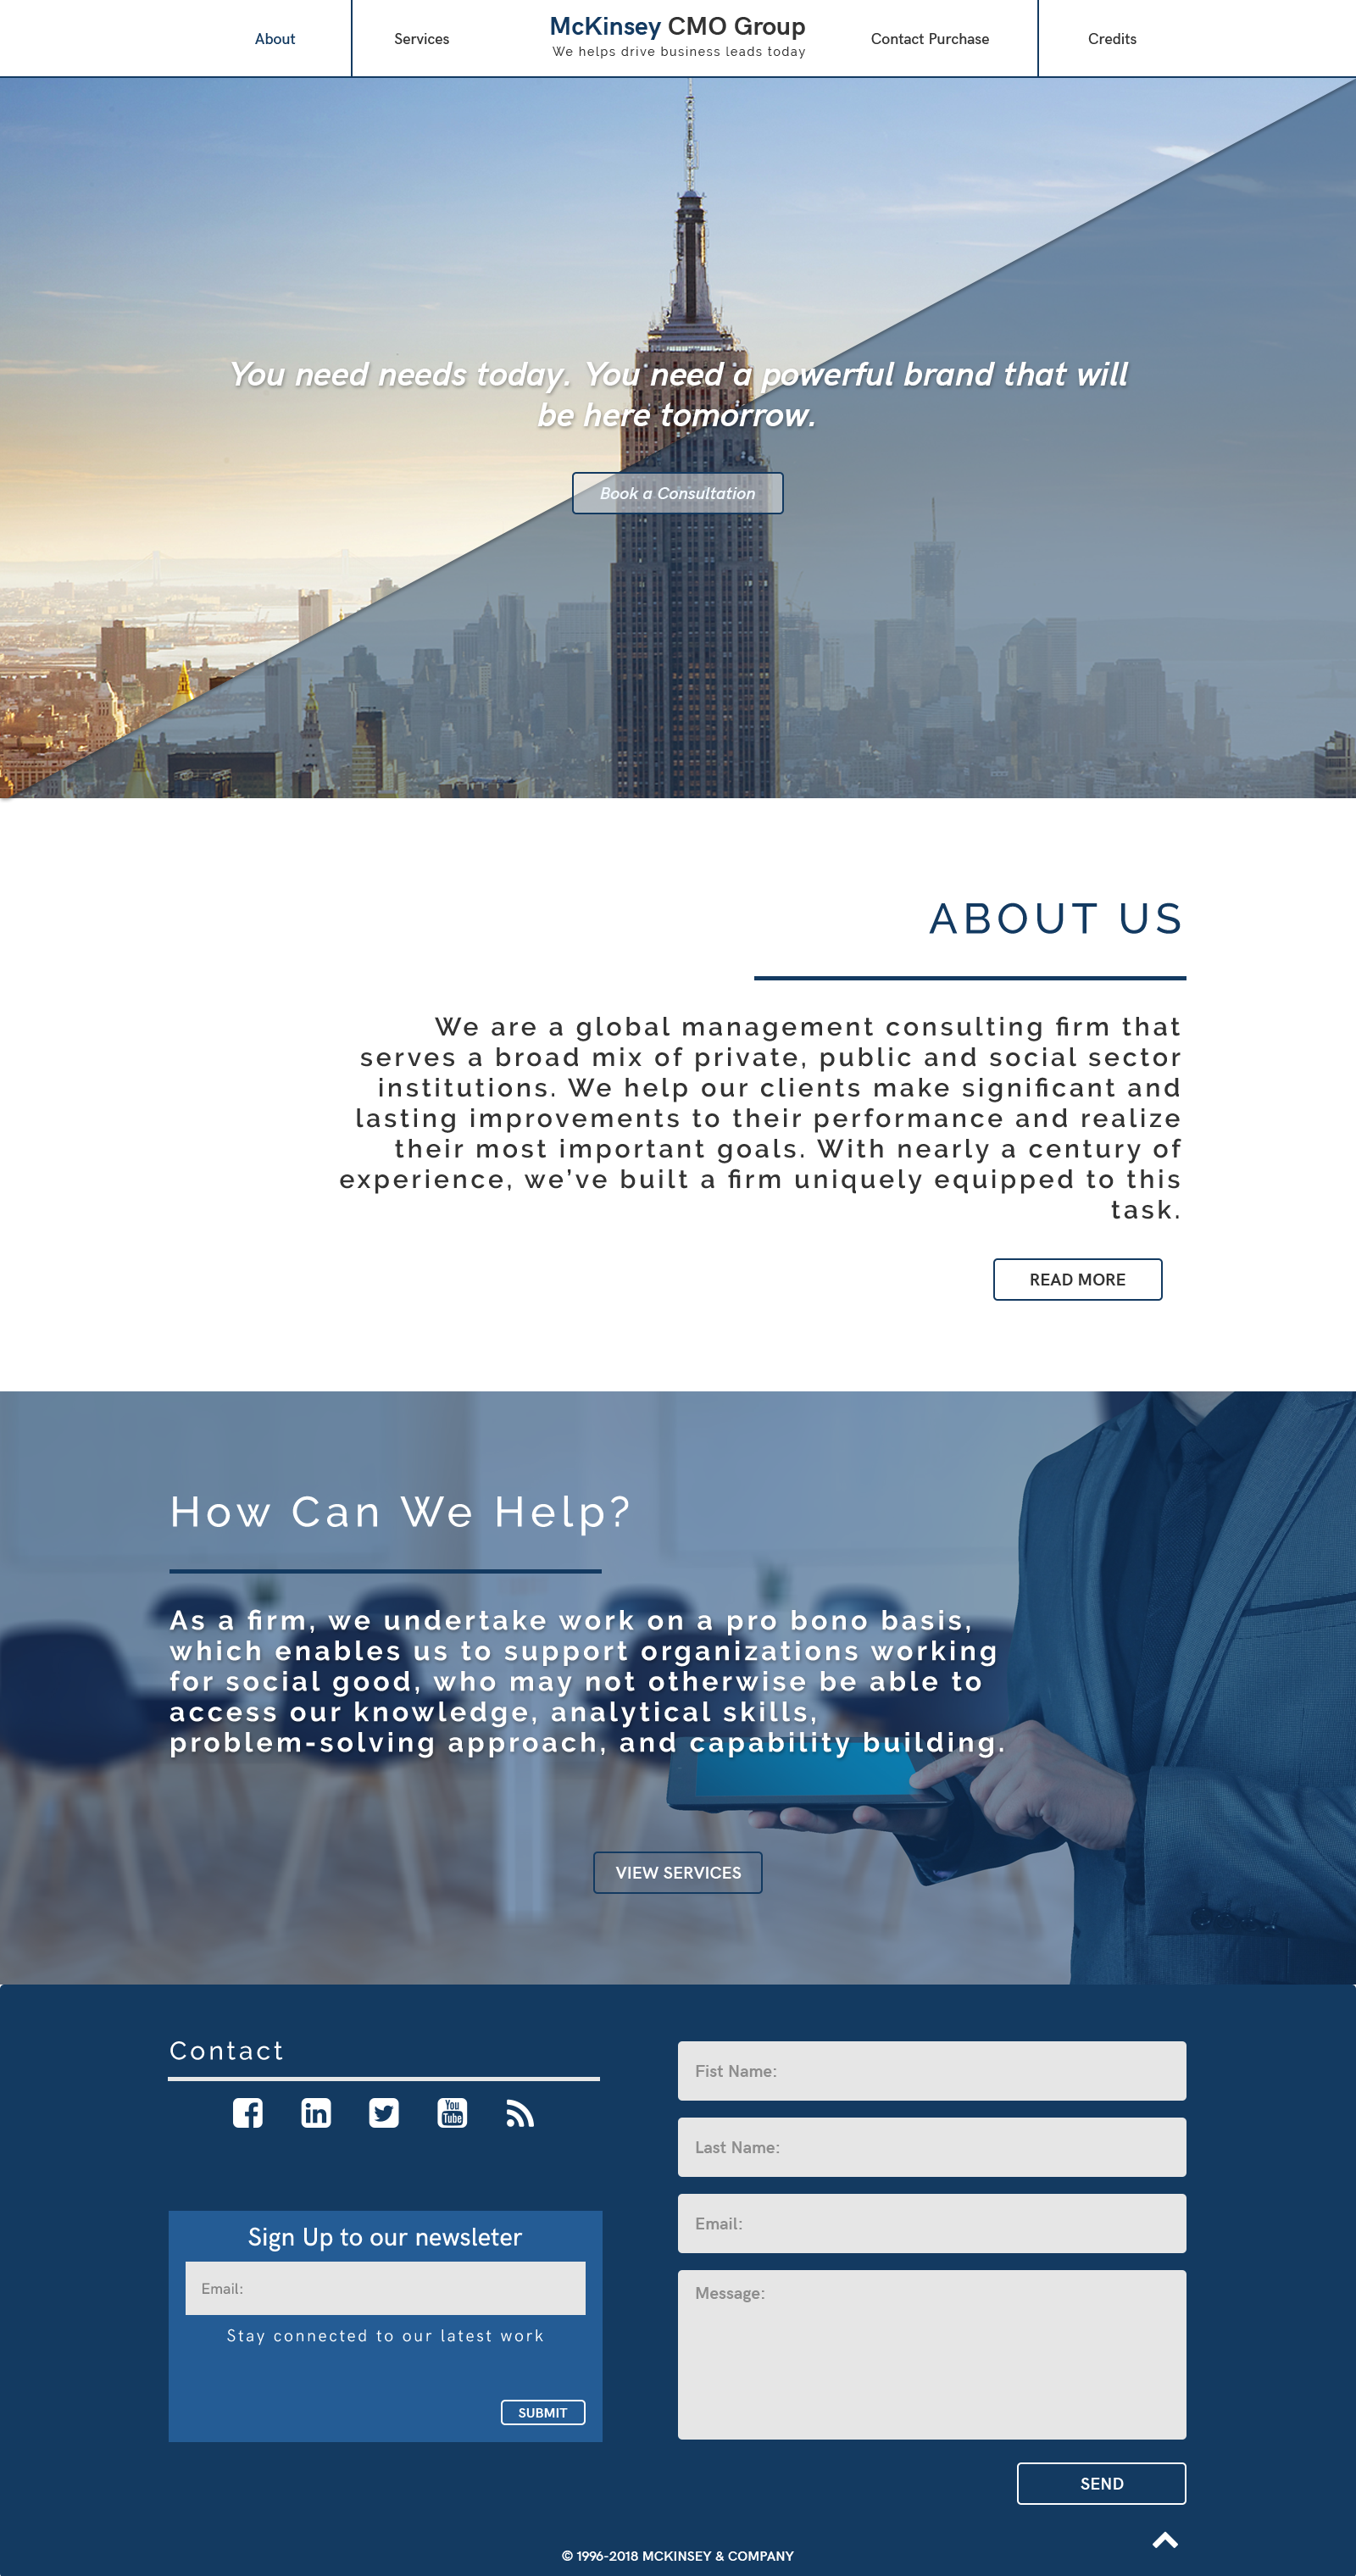 About
Services
McKinsey CMO Group
We helps drive business leads today
Contact Purchase
Credits
You need needs today. You need a powerful brand that will
be here tomorrow.
Book a Consultation
ABOUT US
We are a global management consulting firm that
serves a broad mix of private, public and social sector
institutions. We help our clients make significant and
lasting improvements to their performance and realize
their most important goals. With nearly a century of
experience, we’ve built a firm uniquely equipped to this
task.
READ MORE
How Can We Help?
As a firm, we undertake work on a pro bono basis,
which enables us to support organizations working
for social good, who may not otherwise be able to
access our knowledge, analytical skills,
problem-solving approach, and capability building.
VIEW SERVICES
Contact
You
Tube
Sign Up to our newsleter
Email:
Stay connected to our latest work
SUBMIT
Fist Name:
Last Name:
Email:
Message:
SEND
© 1996-2018 MCKINSEY & COMPANY